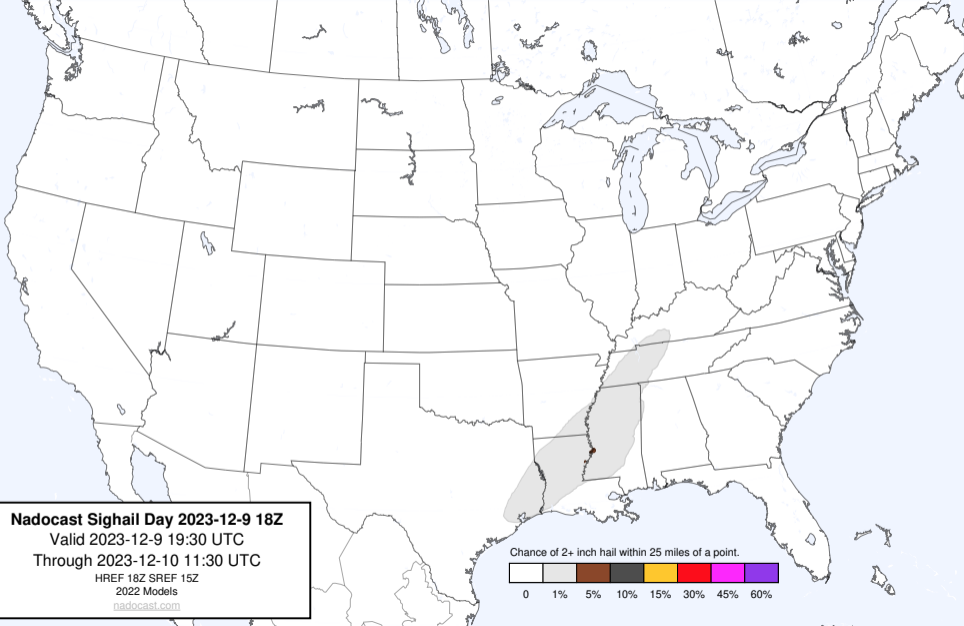 Nadocast Sighail Day 2023-12-9 18Z
Valid 2023-12-9 19:30 UTC
Through 2023-12-10 11:30 UTC
HREF 18Z SREF 15Z
2022 Models
nadocast.com
Chance of 2+ inch hail within 25 miles of a point.
0 1% 5% 10% 15% 30% 45% 60%